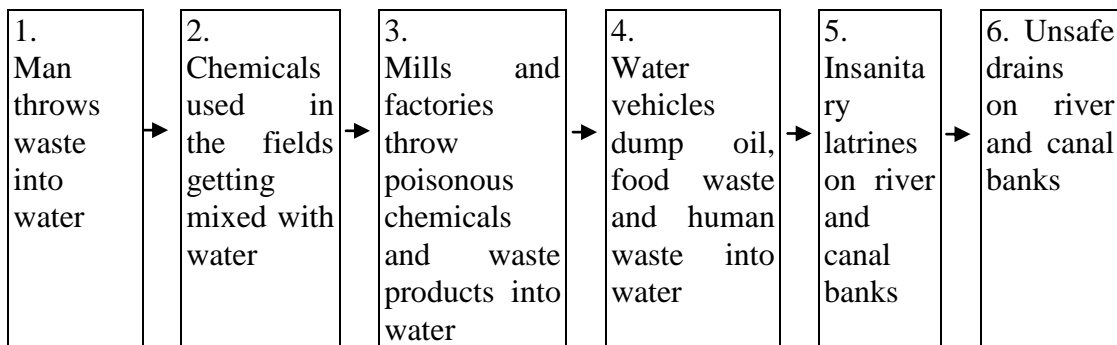 1.
Man
throws
waste
into
water
2.
Chemicals
used in
the fields
getting
mixed with
water
3.
Mills and
factories
throw
poisonous
chemicals
and waste
products into
water
4.
Water
vehicles
dump oil,
food waste
and human
waste into
water
5.
Insanita
ry
latrines
on river
and
canal
banks
6. Unsafe
drains
on river
and canal
banks